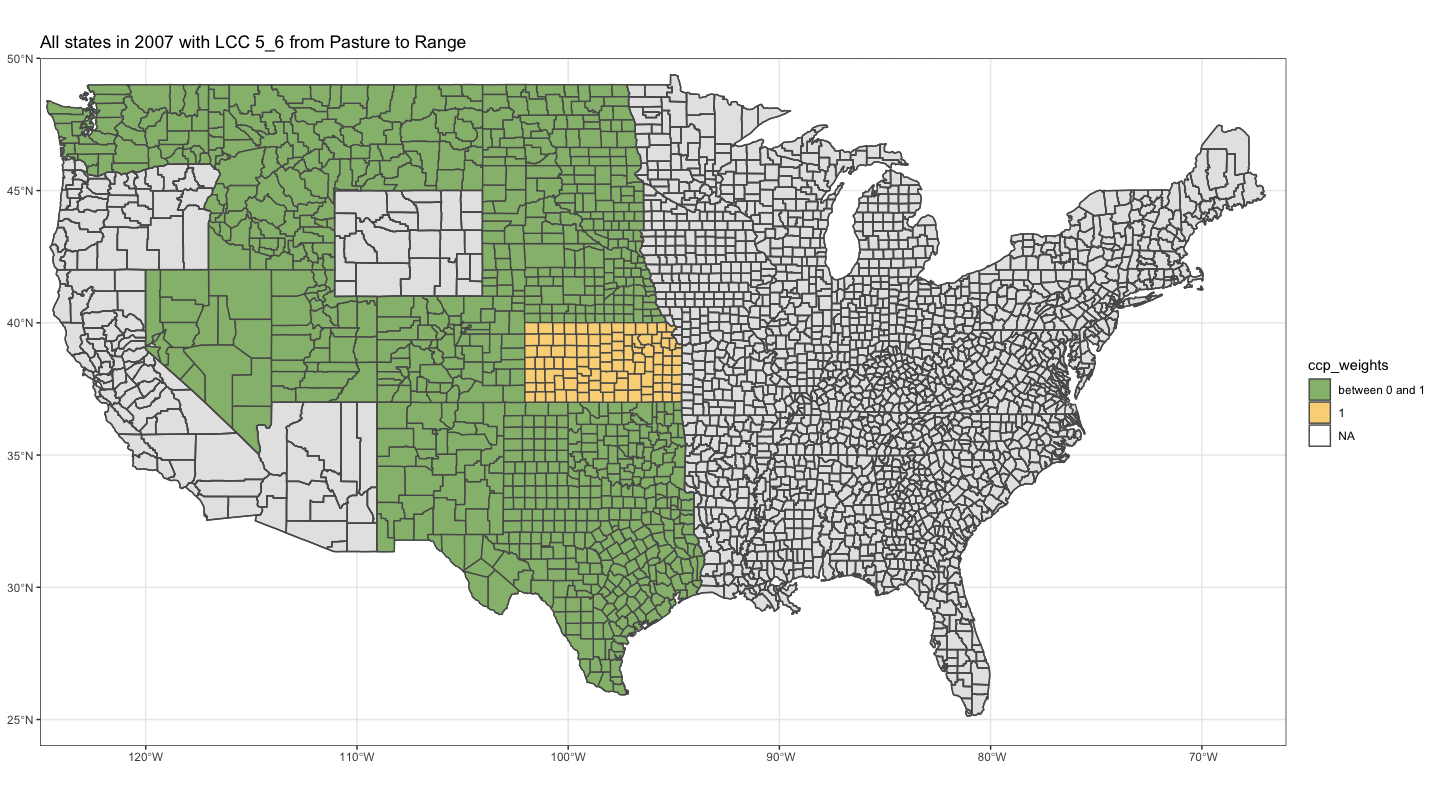 All states in 2007 with LCC 5_6 from Pasture to Range
50°N
45°N
40°N
35°N
30°N
25°N
120°W
110°W
100°W
90°W
80°W
70°W
ccp_weights
between 0 and 1
1
NA